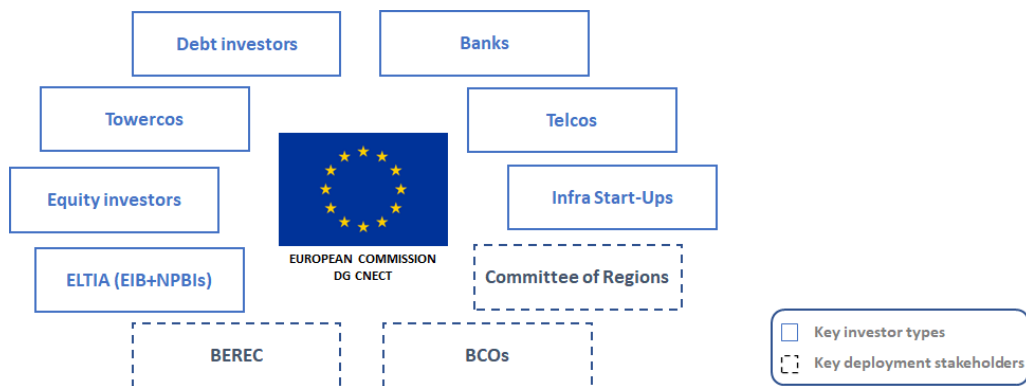 Debt investors
Banks
Towercos
Telcos
Equity investors
Infra Start-Ups
EUROPEAN COMMISSION
DG CNECT
ELTIA (EIB+NPBIs)
Committee of Regions
BEREC
BCOs
Key investor types
Key deployment stakeholders